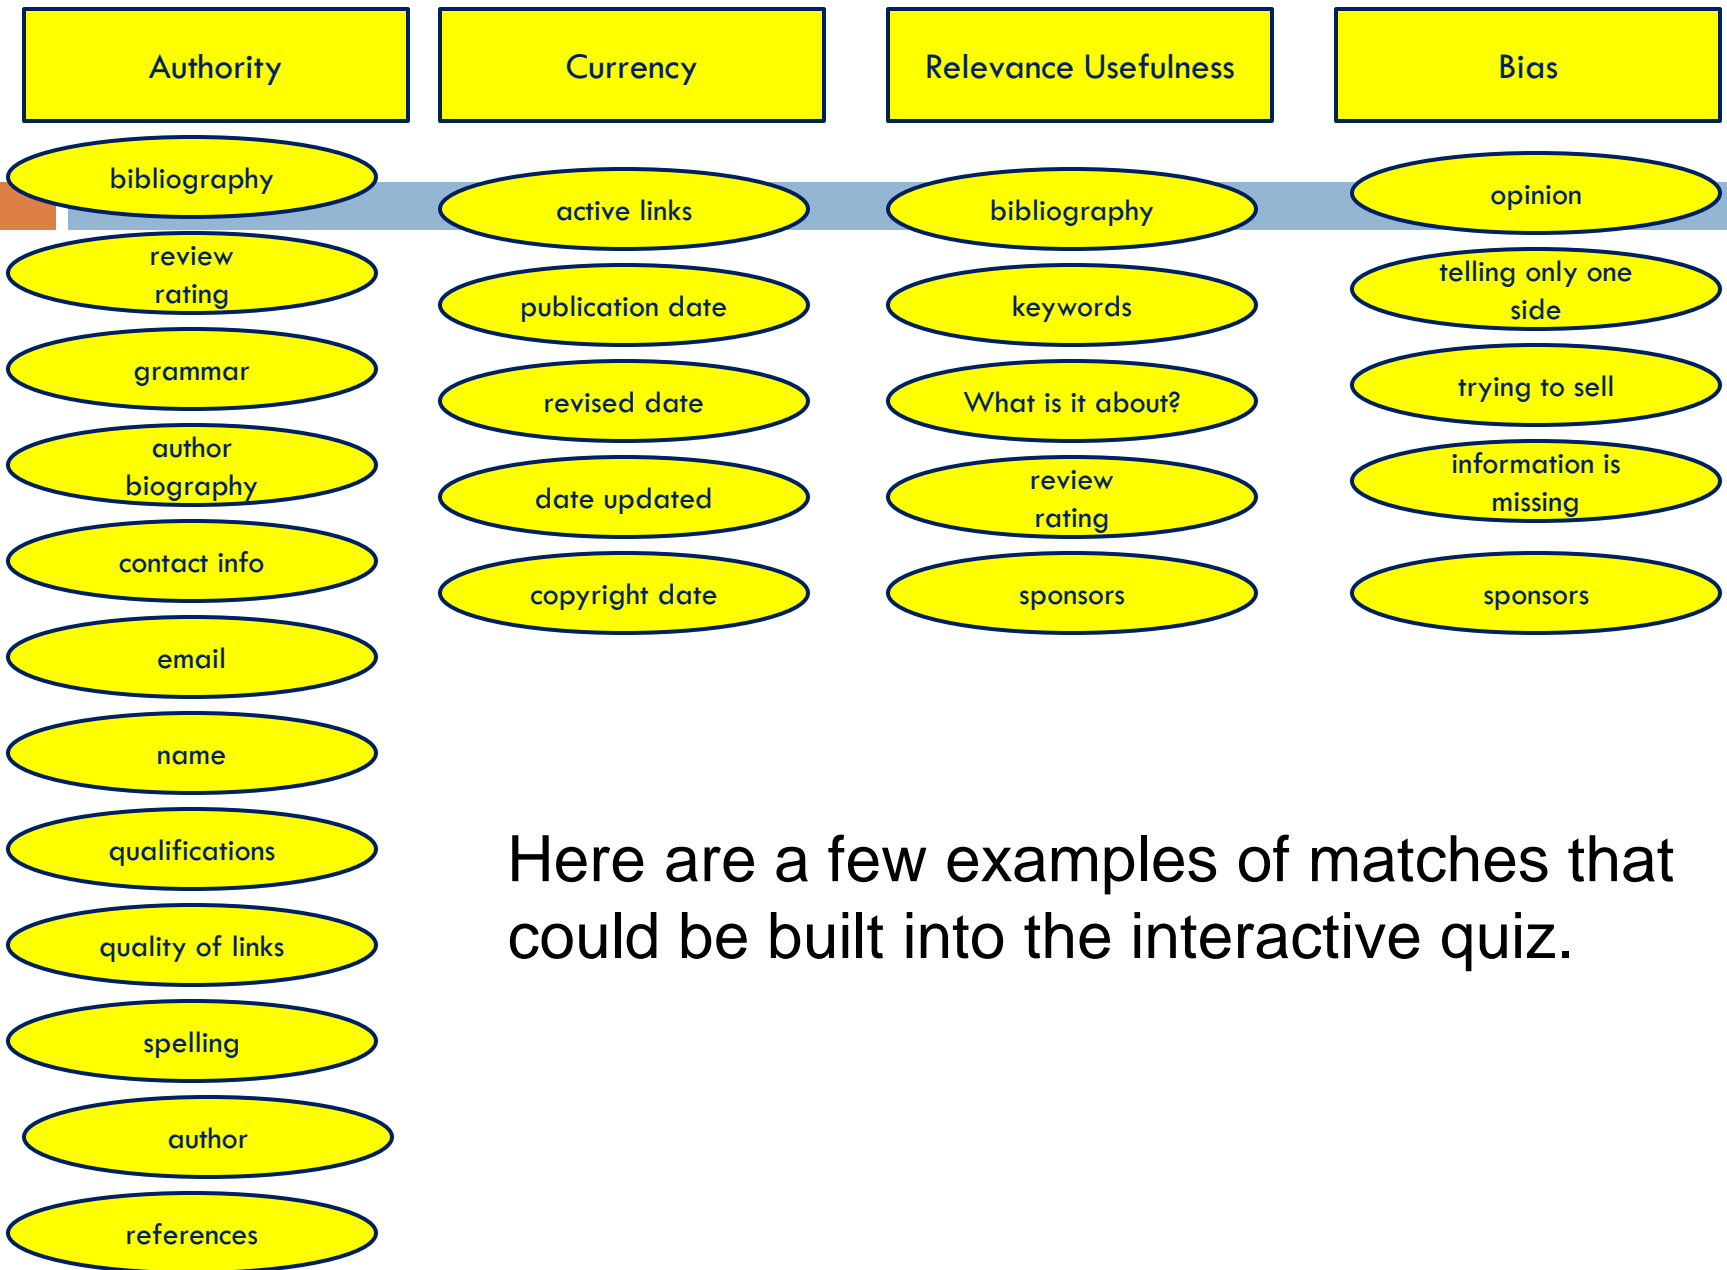 Authority
Currency
Relevance Usefulness
Bias
bibliography
review
rating
grammar
author
biography
contact info
email
name
qualifications
quality of links
spelling
author
references
active links
publication date
revised date
date updated
copyright date
bibliography
keywords
What is it about?
review
rating
sponsors
opinion
telling only one
side
trying to sell
information is
missing
sponsors
Here are a few examples of matches that
could be built into the interactive quiz.